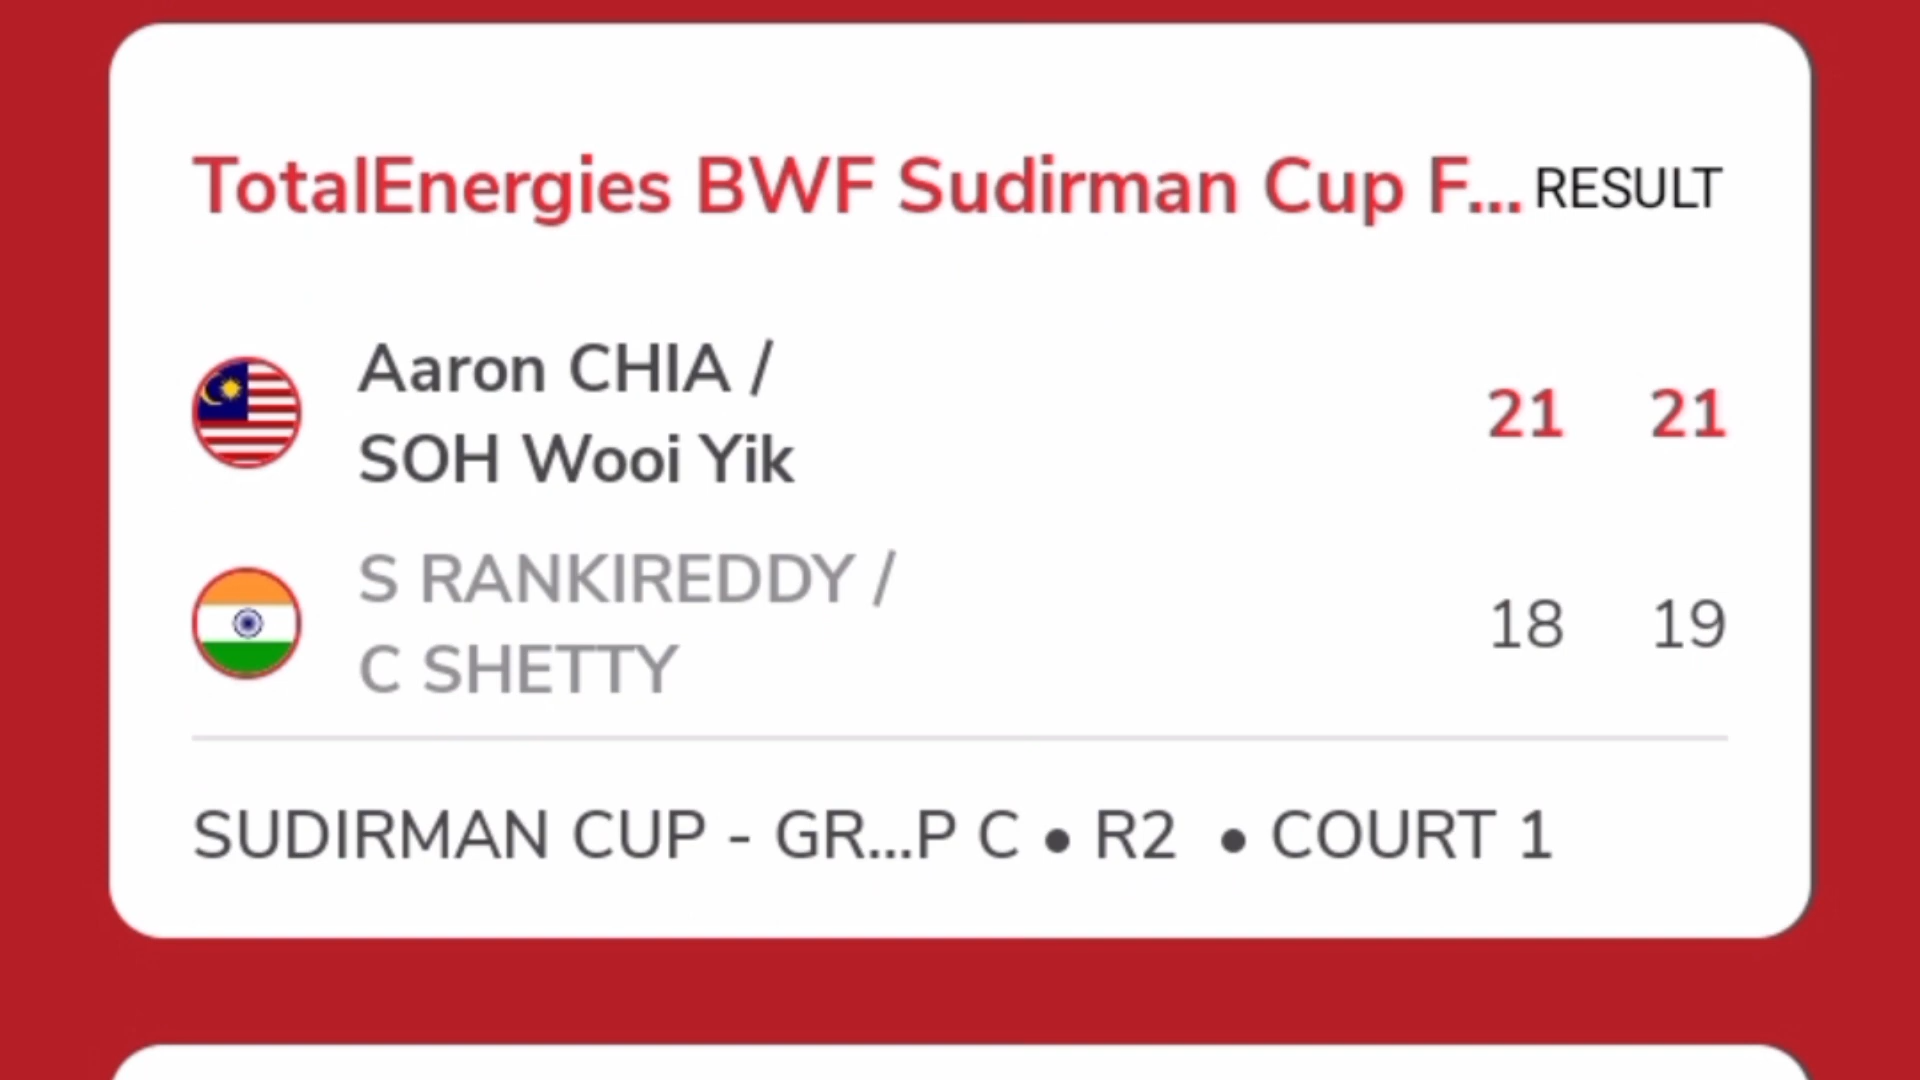 TotalEnergies BWF Sudirman Cup F... RESULT
Aaron CHIA /
SOH Wooi Yik
21 21
S RANKIREDDY /
C SHETTY
18 19
SUDIRMAN CUP - GR...P C • R2 • COURT 1